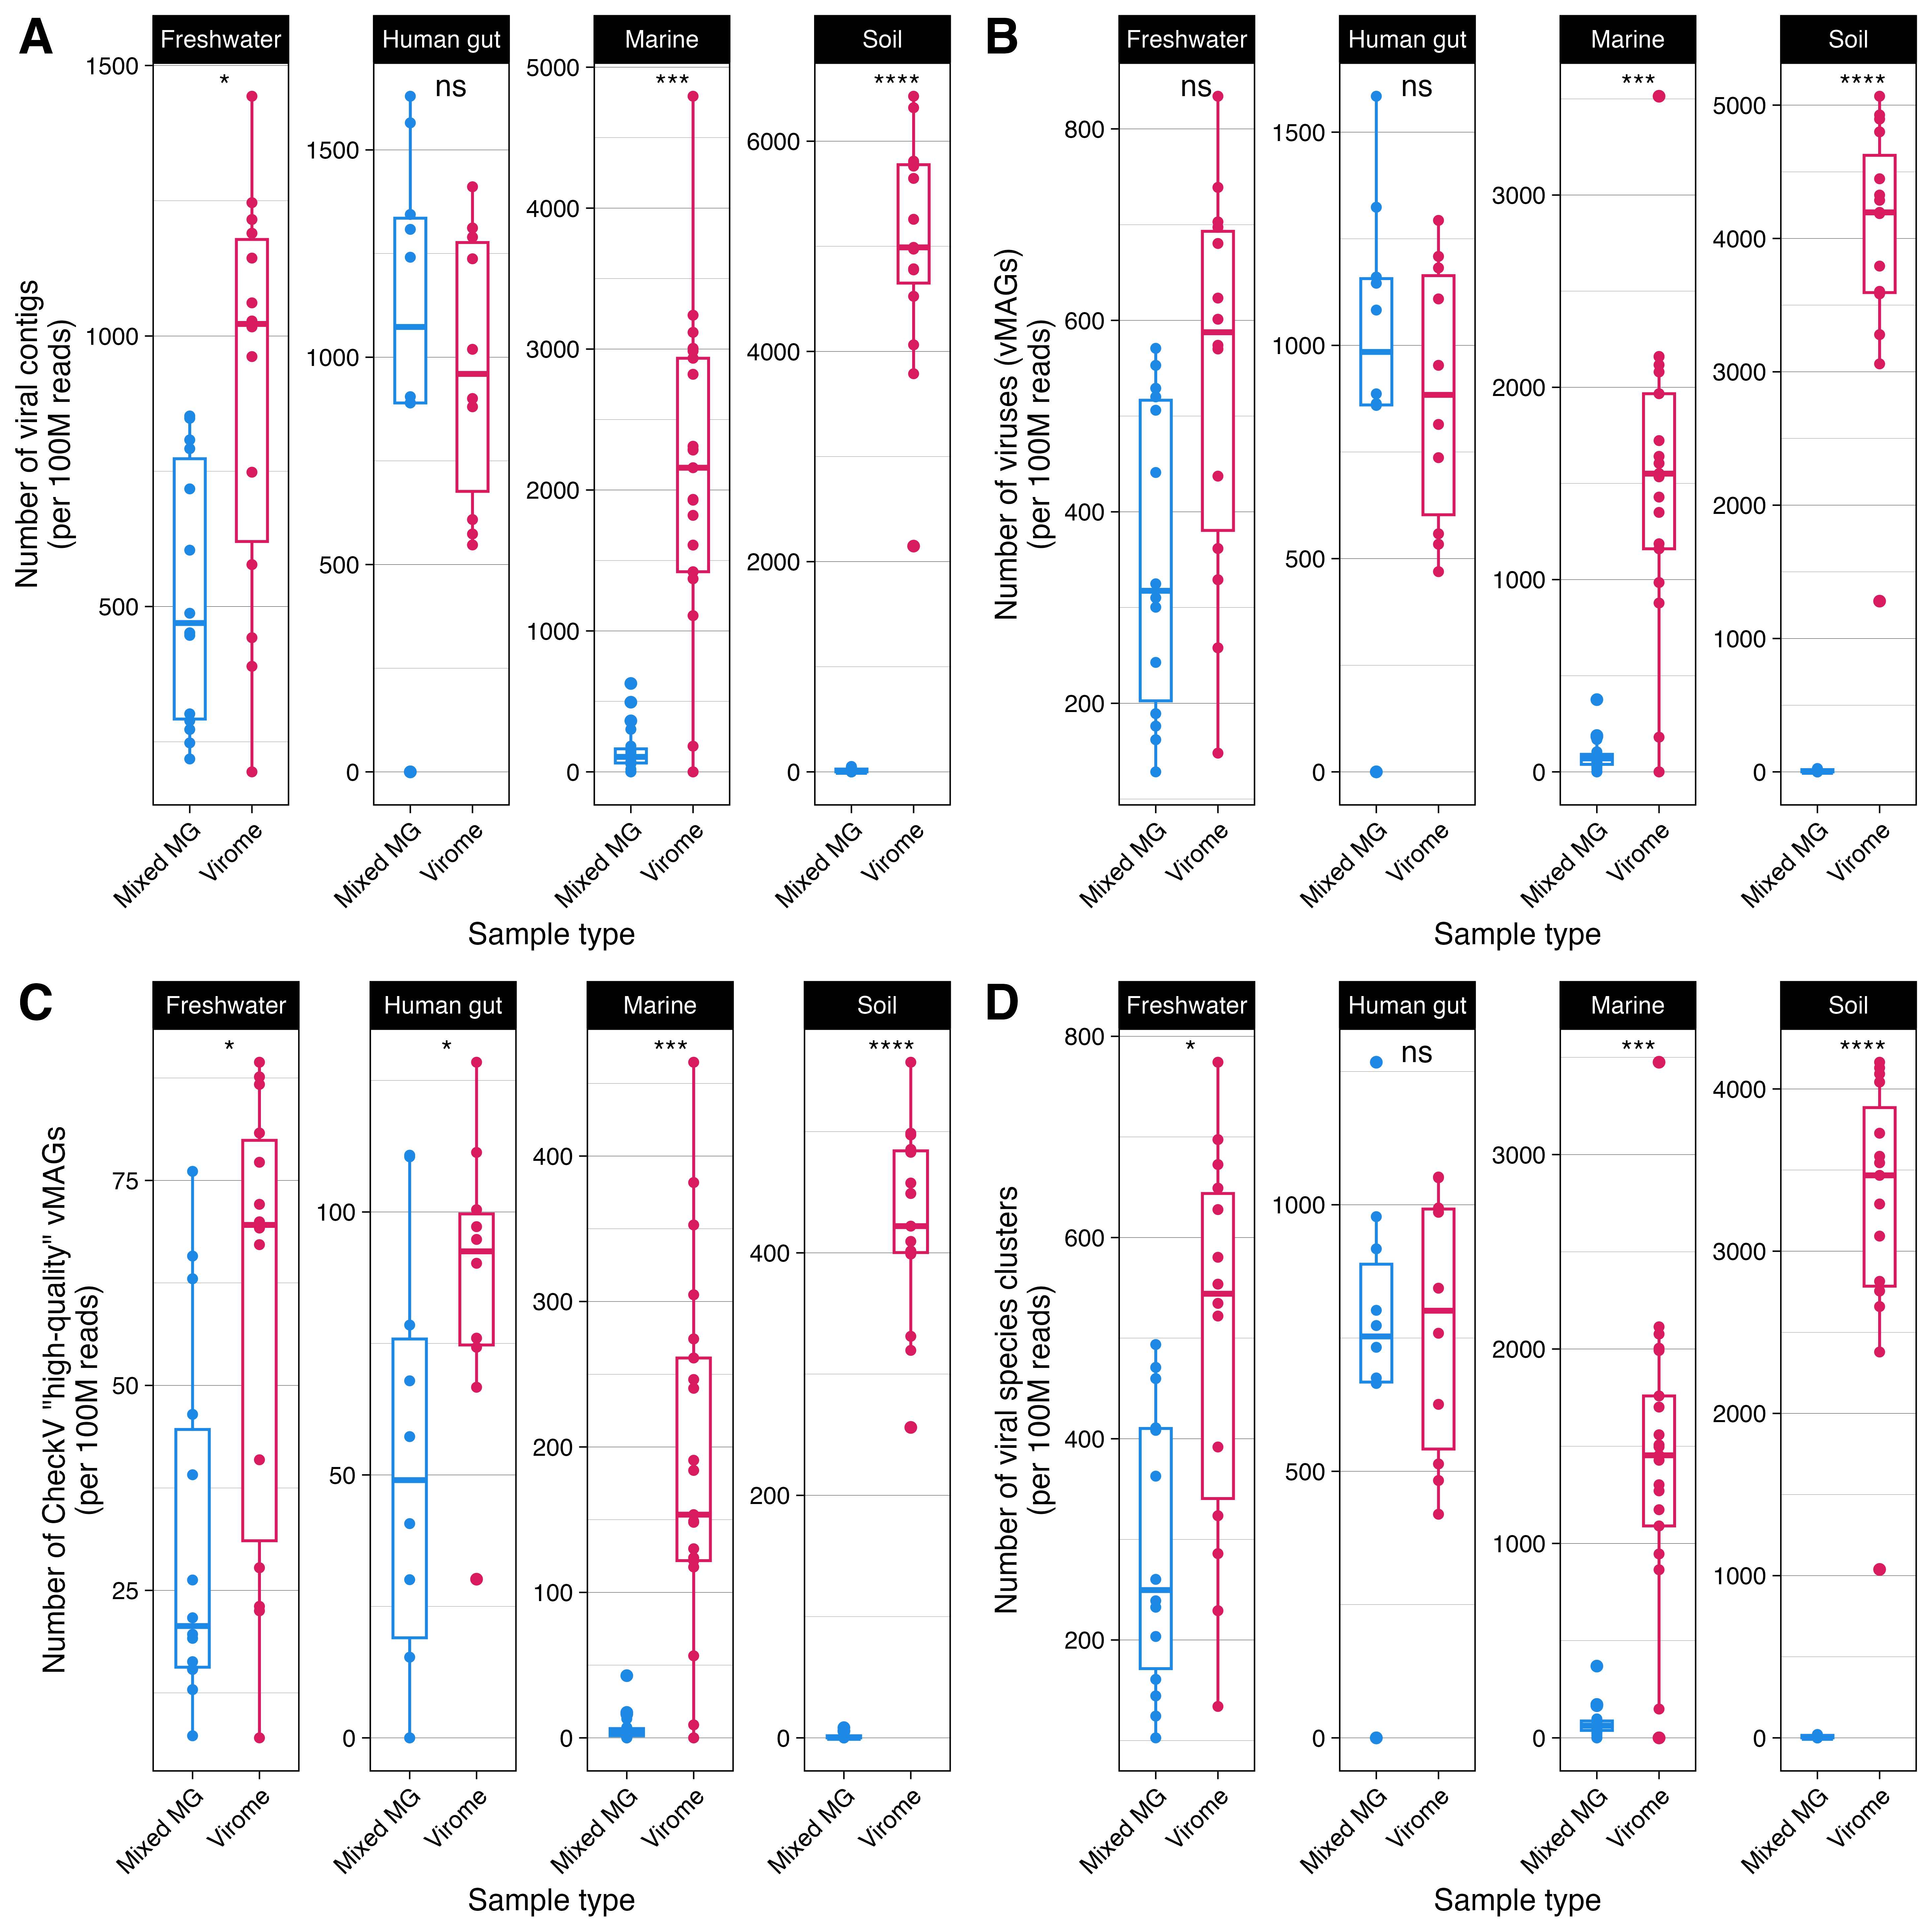 A
Freshwater
Human gut
Marine
Soil
*
ns
***
****
Number of viral contigs
(per 100M reads)
1500
1000
500
1500
1000
500
0
5000
4000
3000
2000
1000
0
6000
4000
2000
0
Mixed MG
Virome
Mixed MG
Virome
Mixed MG
Virome
Mixed MG
Virome
Sample type
B
Freshwater
Human gut
Marine
Soil
ns
ns
***
****
Number of viruses (vMAGs)
(per 100M reads)
800
600
400
200
1500
1000
500
0
3000
2000
1000
0
5000
4000
3000
2000
1000
0
Mixed MG
Virome
Mixed MG
Virome
Mixed MG
Virome
Mixed MG
Virome
Sample type
C
Freshwater
Human gut
Marine
Soil
*
*
***
****
Number of CheckV "high-quality" vMAGs
(per 100M reads)
75
50
25
100
50
0
400
300
200
100
0
400
200
0
Mixed MG
Virome
Mixed MG
Virome
Mixed MG
Virome
Mixed MG
Virome
Sample type
D
Freshwater
Human gut
Marine
Soil
*
ns
***
****
Number of viral species clusters
(per 100M reads)
800
600
400
200
1000
500
0
3000
2000
1000
0
4000
3000
2000
1000
0
Mixed MG
Virome
Mixed MG
Virome
Mixed MG
Virome
Mixed MG
Virome
Sample type